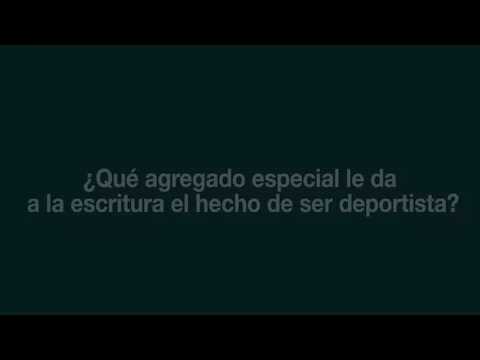 ¿Qué agregado especial le da
a la escritura el hecho de ser deportista?